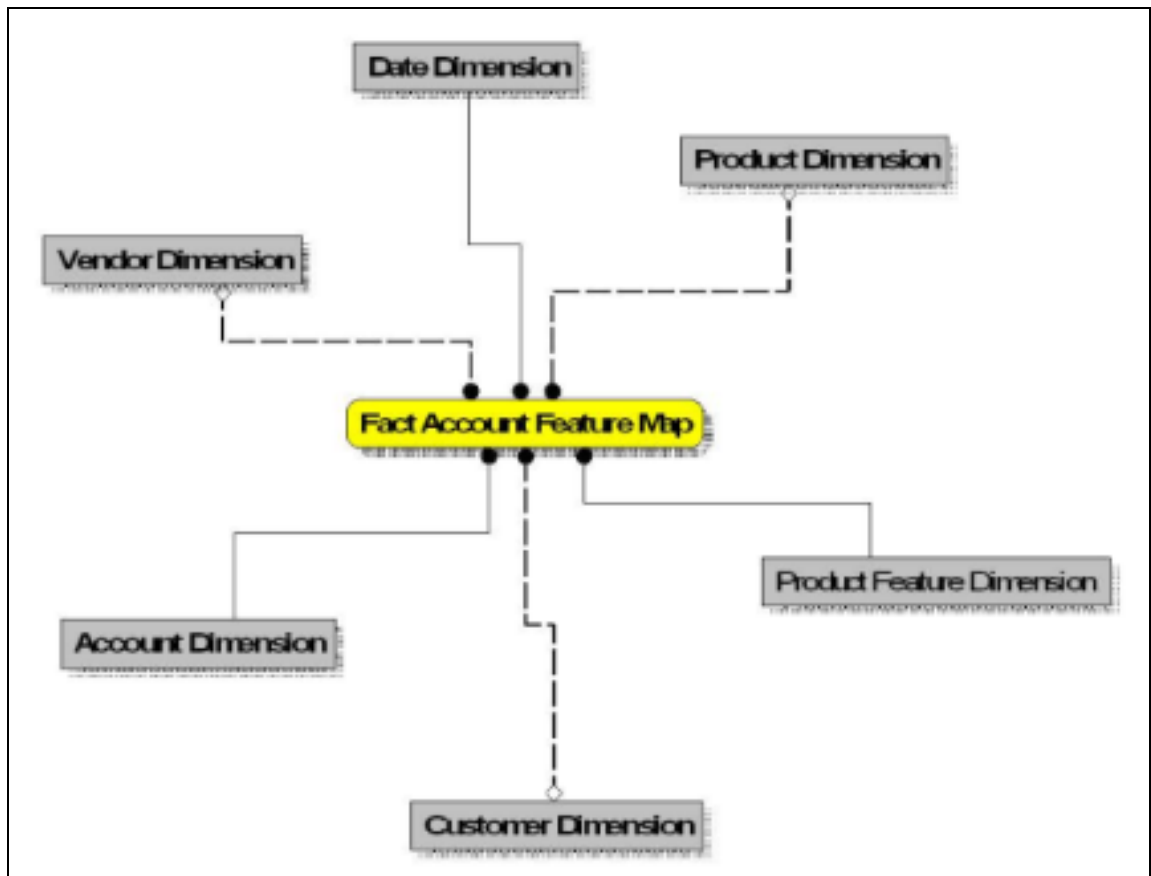 Date Dimension
Product Dimension
Vendor Dimension
Fact Account Feature Map
Product Feature Dimension
Account Dimension
Customer Dimension